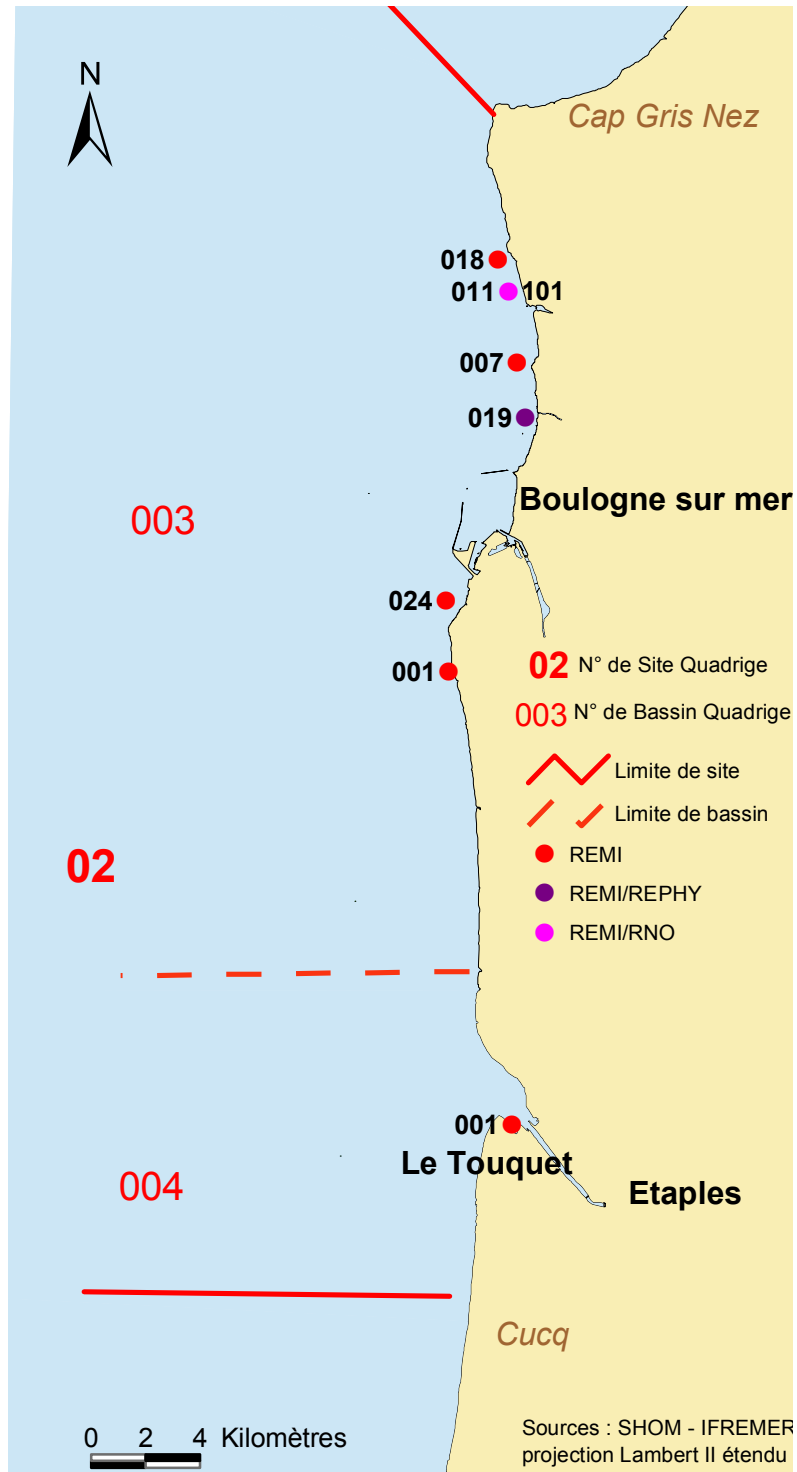 N
Cap Gris Nez
018
011 101
007
019
003
Boulogne sur mer
024
001
02 N° de Site Quadrige
003 N° de Bassin Quadrige
Limite de site
Limite de bassin
02
REMI
REMI/REPHY
REMI/RNO
001
Le Touquet
004
Etaples
Cucq
0 2 4 Kilomètres
Sources : SHOM - IFREMER
projection Lambert II étendu